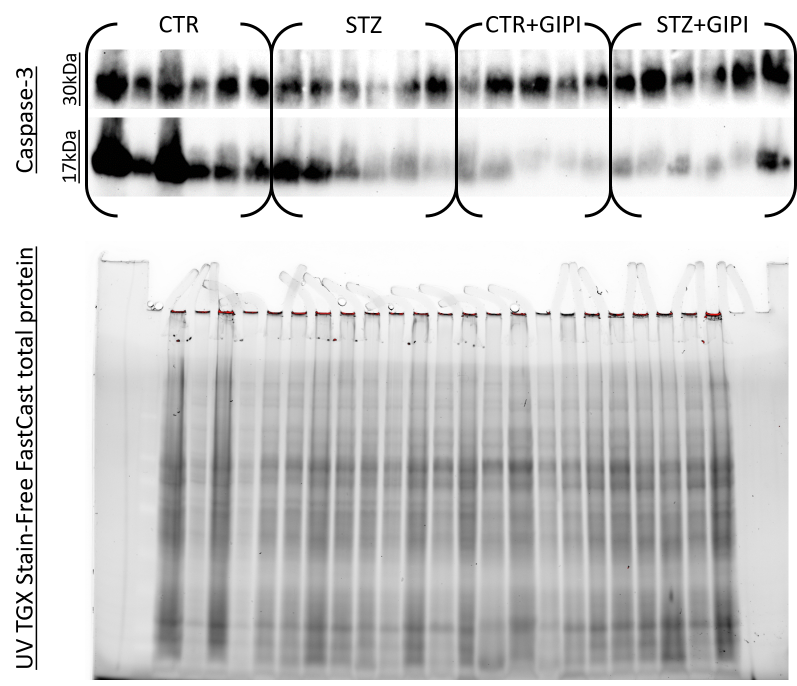 CTR
STZ
CTR+GIPI
STZ+GIPI
Caspase-3
30kDa
17kDa
UV TGX Stain-Free FastCast total protein